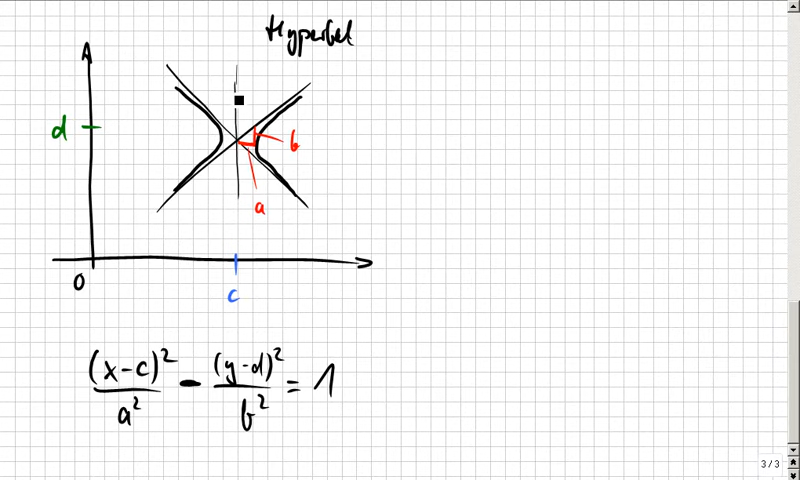 Hyperbel
d
b
a
0
c
(x-c)²/a² - (y-d)²/b² = 1
3/3